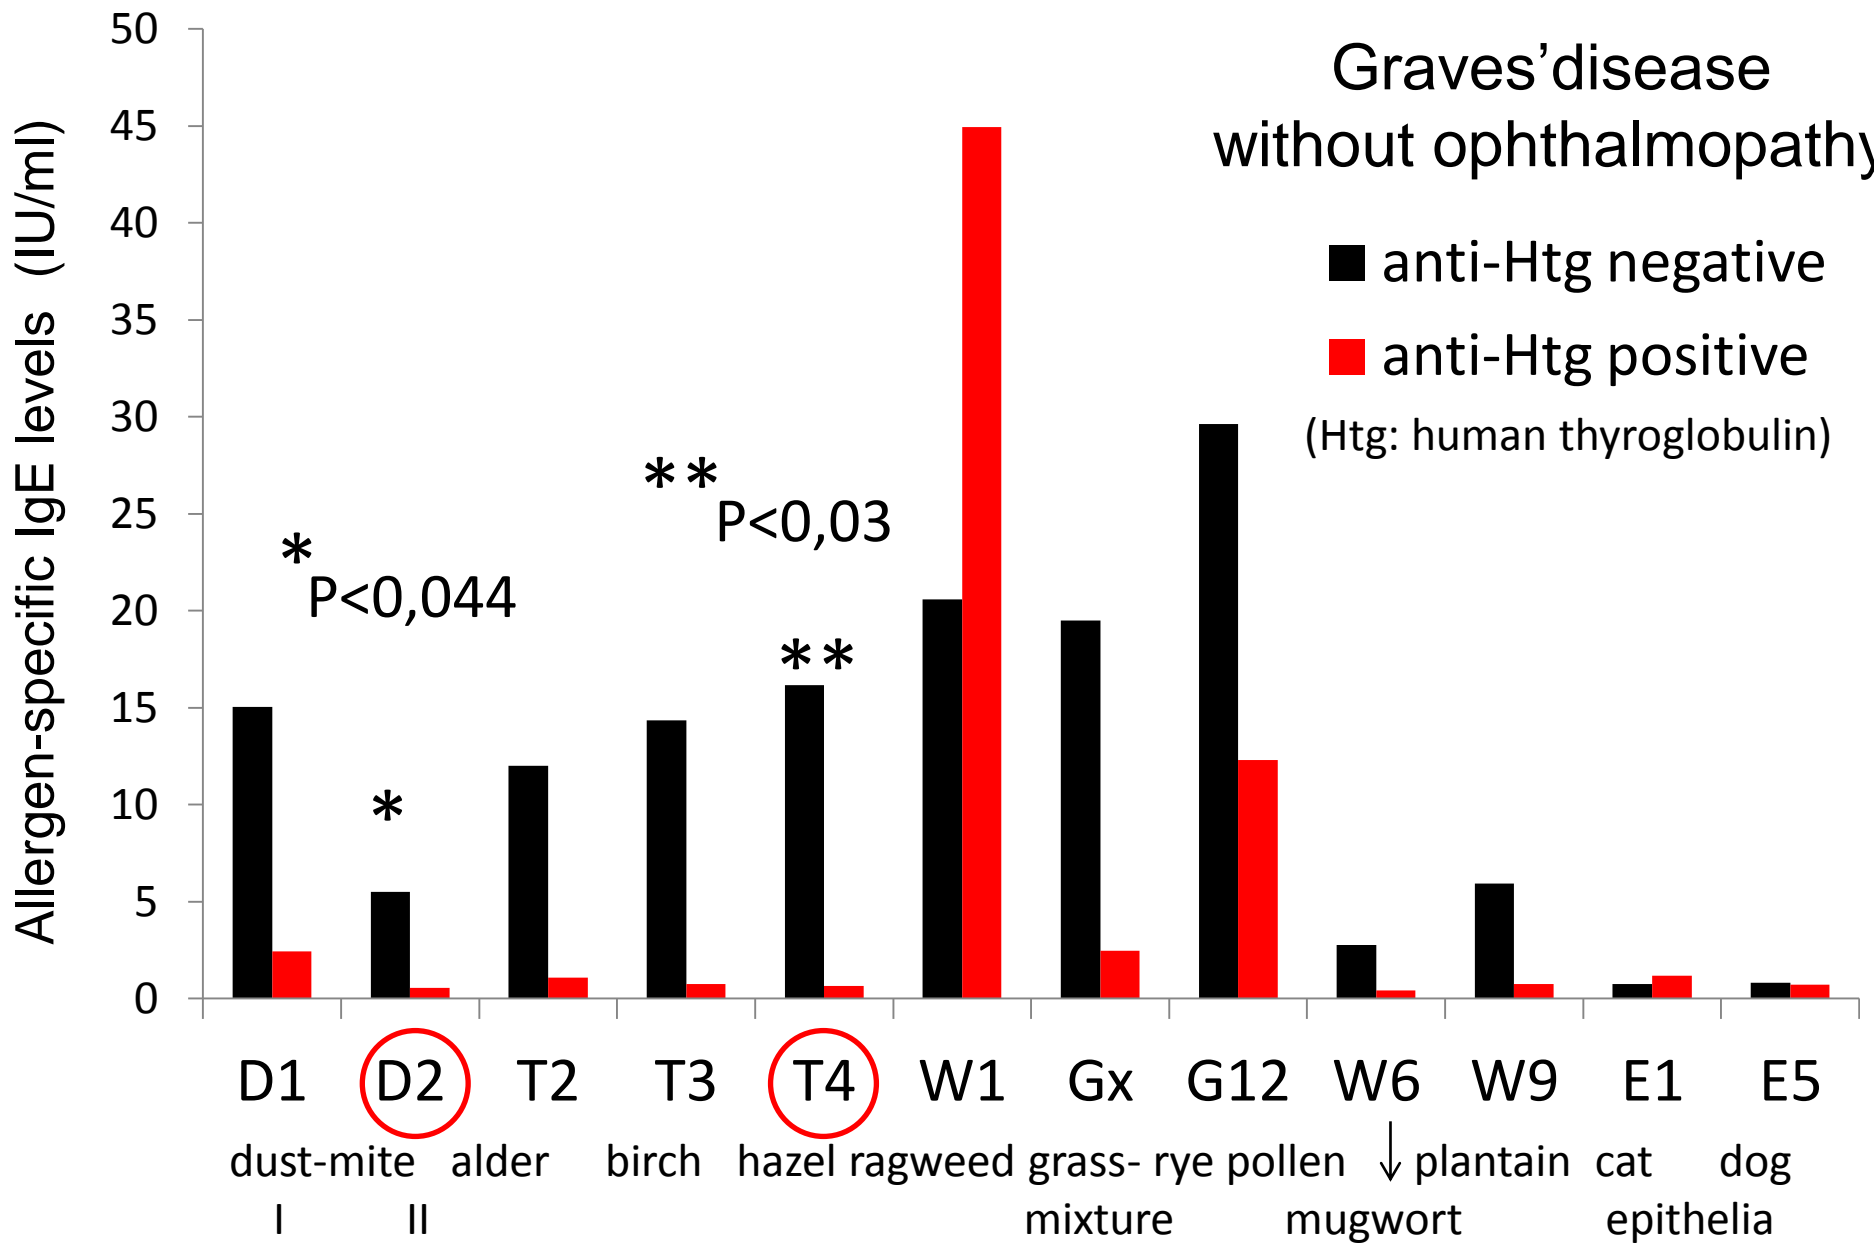 Graves’disease
without ophthalmopathy
anti-Htg negative
anti-Htg positive
(Htg: human thyroglobulin)
Allergen-specific IgE levels (IU/ml)
50
45
40
35
30
25
20
15
10
5
0
**
P<0,03
*
P<0,044
**
*
D1 D2 T2 T3 T4 W1 Gx G12 W6 W9 E1 E5
dust-mite alder birch hazel ragweed grass- rye pollen ↓ plantain cat dog
I II mixture mugwort epithelia